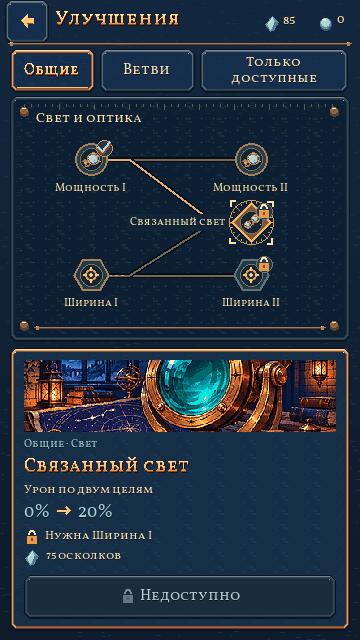 Улучшения
85
0
Общие
Ветви
Только
доступные
Свет и оптика
Мощность I
Мощность II
Связанный свет
Ширина I
Ширина II
Общие · Свет
Связанный свет
Урон по двум целям
0% → 20%
Нужна Ширина I
75 осколков
Недоступно